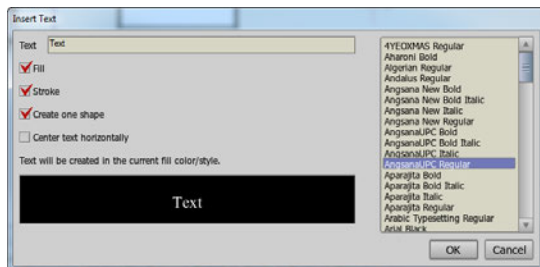 Insert Text
Text
Text
Fill
Stroke
Create one shape
Center text horizontally
Text will be created in the current fill color/style.
Text
4YEOXMAS Regular
Aharoni Bold
Algerian Regular
Andalus Regular
Angsana New Bold
Angsana New Bold Italic
Angsana New Italic
Angsana New Regular
AngsanaUPC Bold
AngsanaUPC Bold Italic
AngsanaUPC Italic
AngsanaUPC Regular
Aparajita Bold
Aparajita Bold Italic
Aparajita Italic
Aparajita Regular
Arabic Typesetting Regular
Arial Black
OK
Cancel